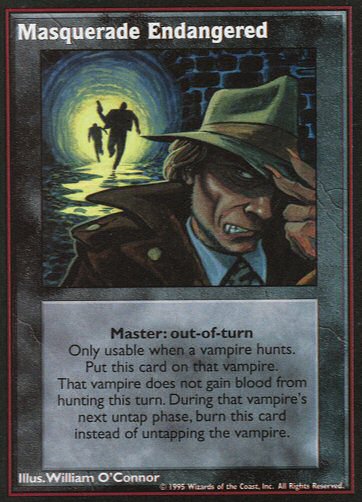 Masquerade Endangered
Master: out-of-turn
Only usable when a vampire hunts.
Put this card on that vampire.
That vampire does not gain blood from
hunting this turn. During that vampire's
next untap phase, burn this card
instead of untapping the vampire.
Illus.William O'Connor
© 1995 Wizards of the Coast, Inc. All rights reserved.